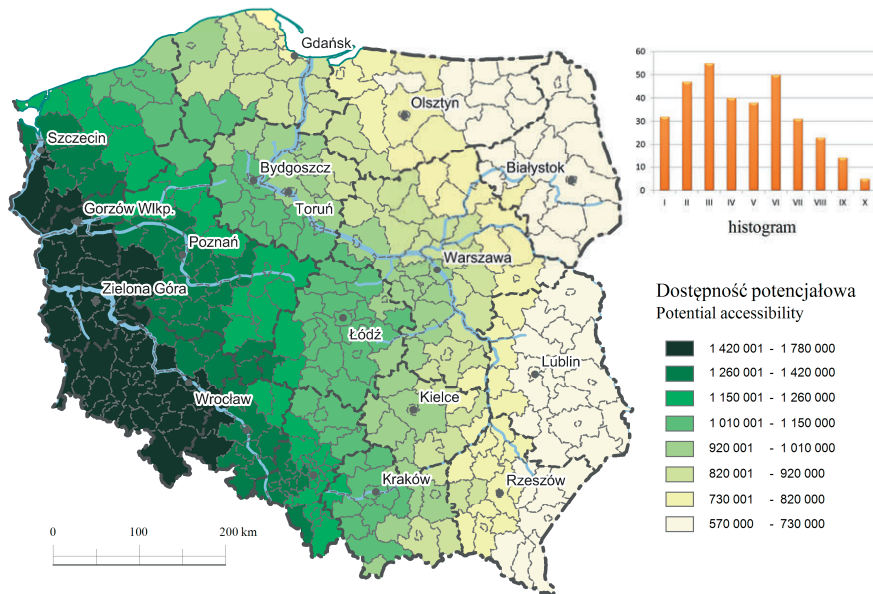 Gdańsk
Olsztyn
Szczecin
Białystok
Bydgoszcz
Toruń
Gorzów Wlkp.
Poznań
Warszawa
Zielona Góra
Łódź
Lublin
Wrocław
Kielce
Kraków
Rzeszów
0 100 200 km
60
50
40
30
20
10
0
I II III IV V VI VII VIII IX X
histogram
Dostępność potencjałowa
Potential accessibility
1 420 001 - 1 780 000
1 260 001 - 1 420 000
1 150 001 - 1 260 000
1 010 001 - 1 150 000
920 001 - 1 010 000
820 001 - 920 000
730 001 - 820 000
570 000 - 730 000